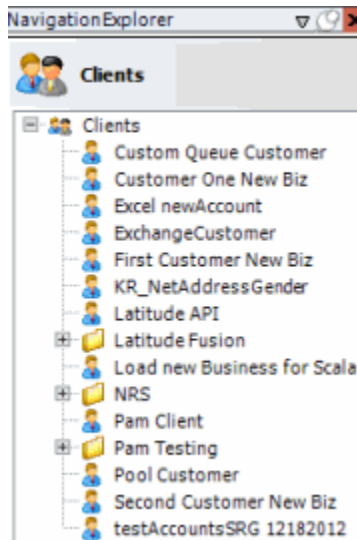 NavigationExplorer
Clients
Clients
Custom Queue Customer
Customer One New Biz
Excel newAccount
ExchangeCustomer
First Customer New Biz
KR_NetAddressGender
Latitude API
Latitude Fusion
Load new Business for Scala
NRS
Pam Client
Pam Testing
Pool Customer
Second Customer New Biz
testAccountsSRG 12182012